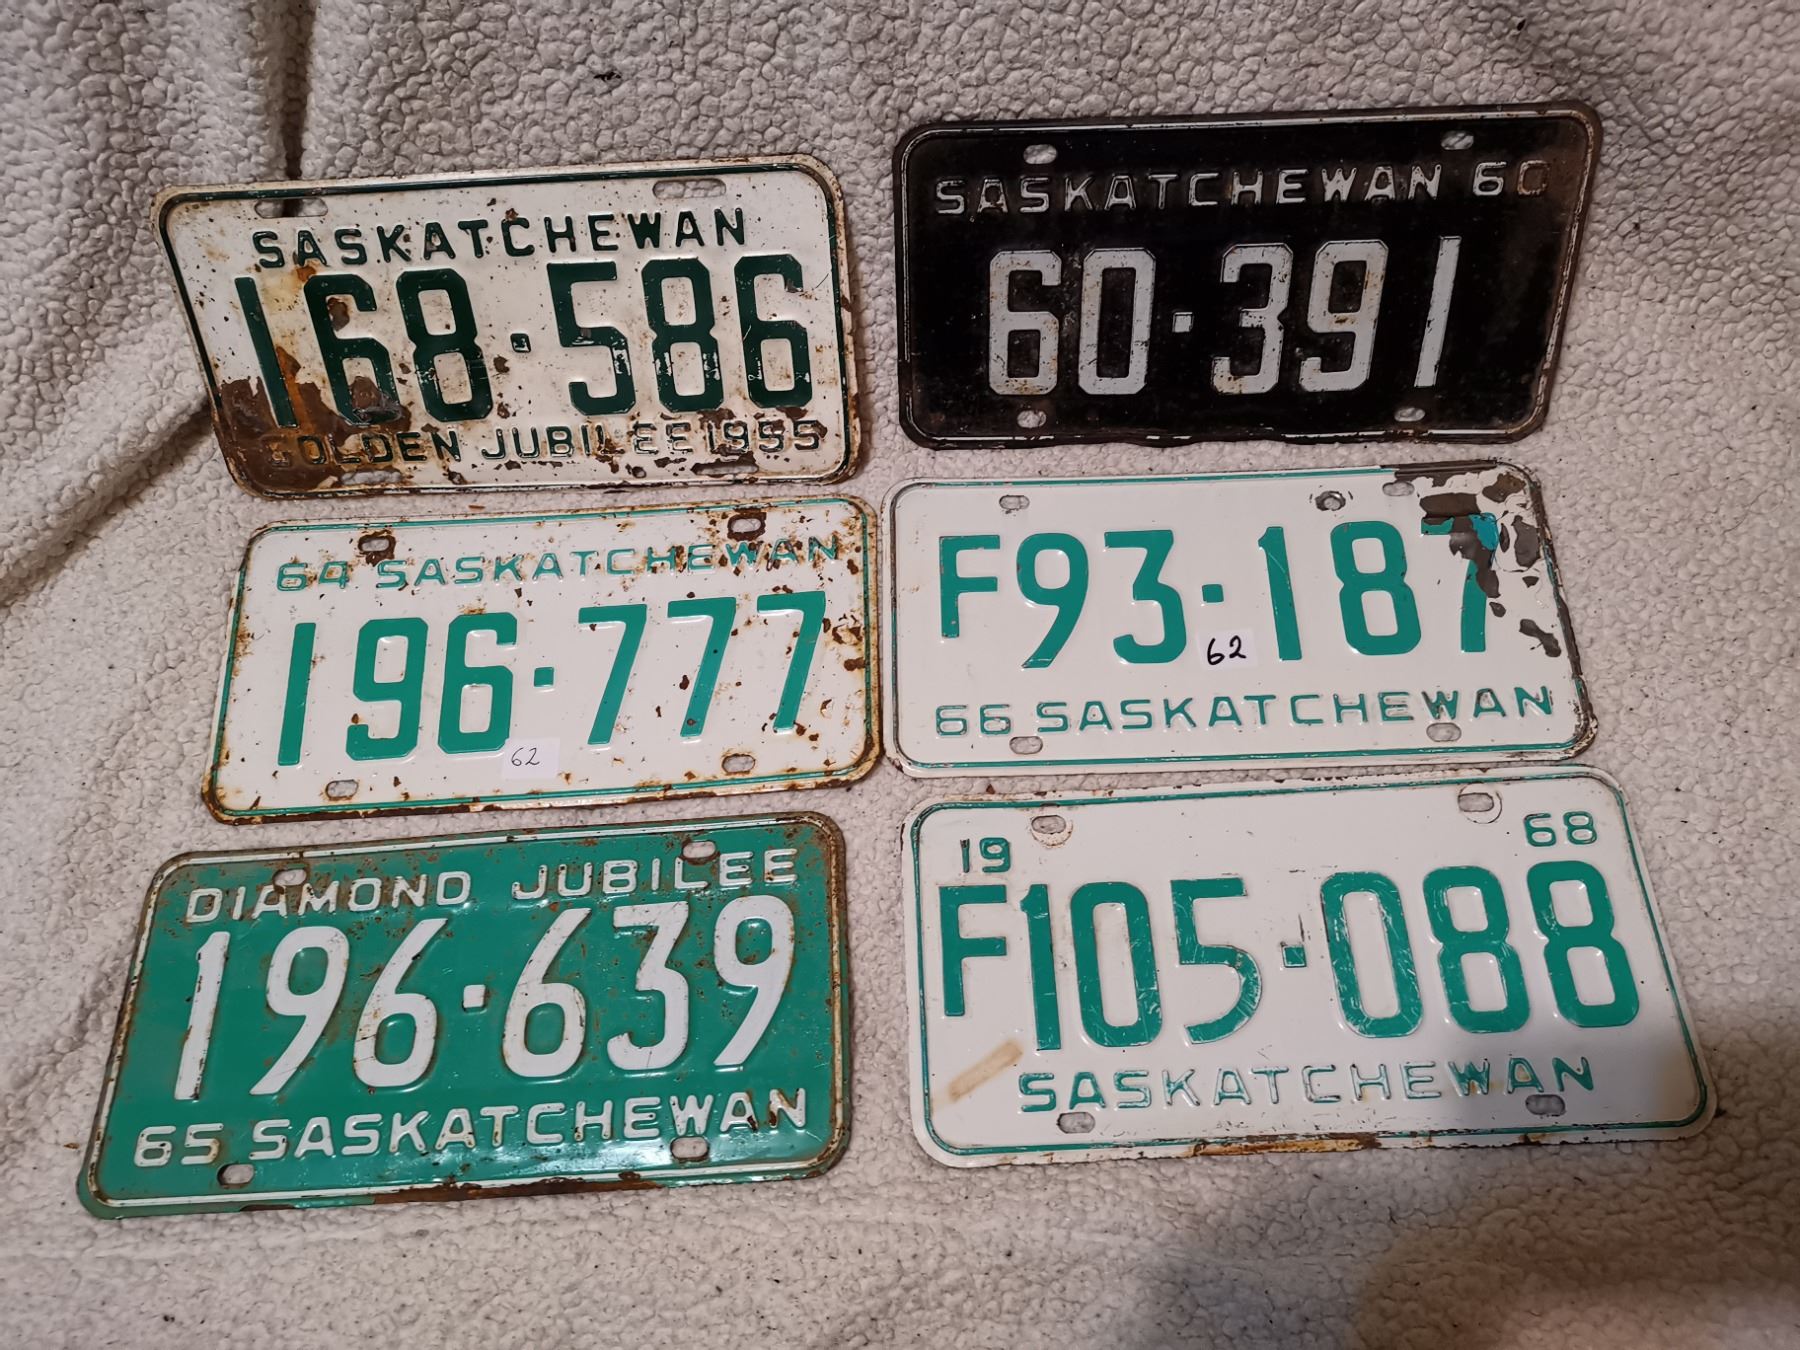 SASKATCHEWAN
168·586
GOLDEN JUBILEE 1955
SASKATCHEWAN 60
60·391
64 SASKATCHEWAN
196·777
62
F93·187
62
66 SASKATCHEWAN
DIAMOND JUBILEE
196·639
65 SASKATCHEWAN
19 68
F105·088
SASKATCHEWAN